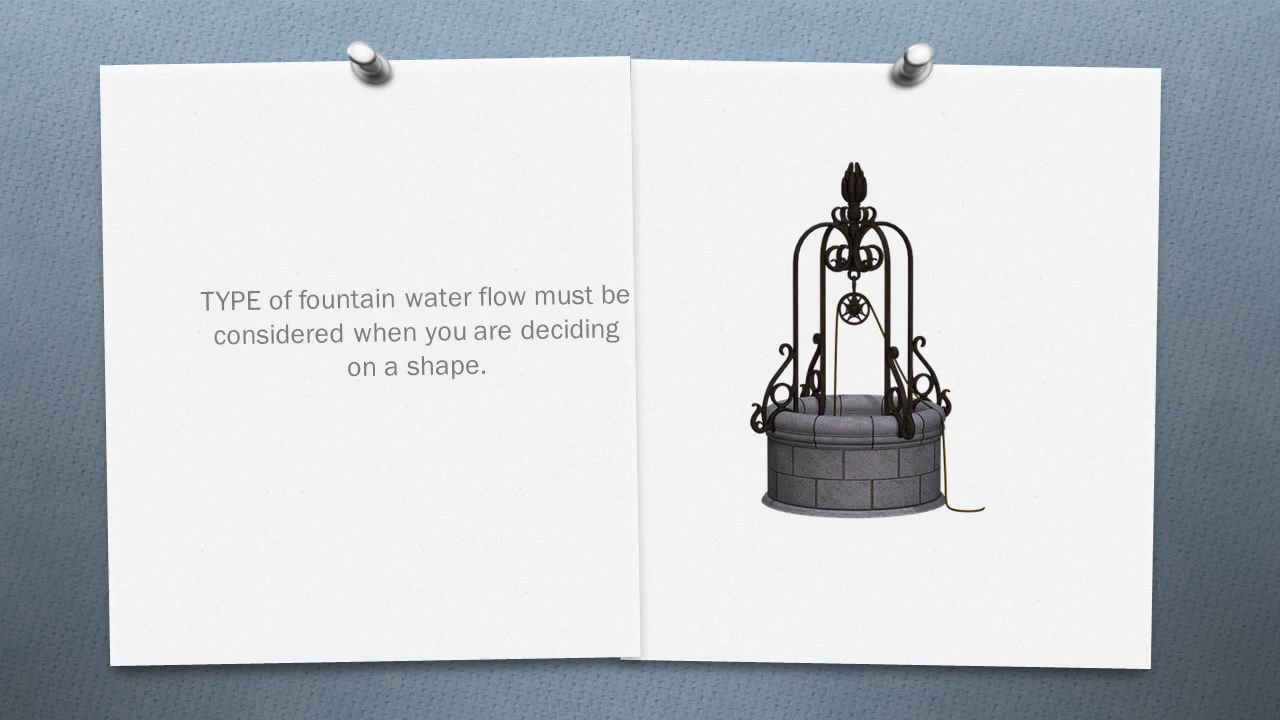 TYPE of fountain water flow must be
considered when you are deciding
on a shape.